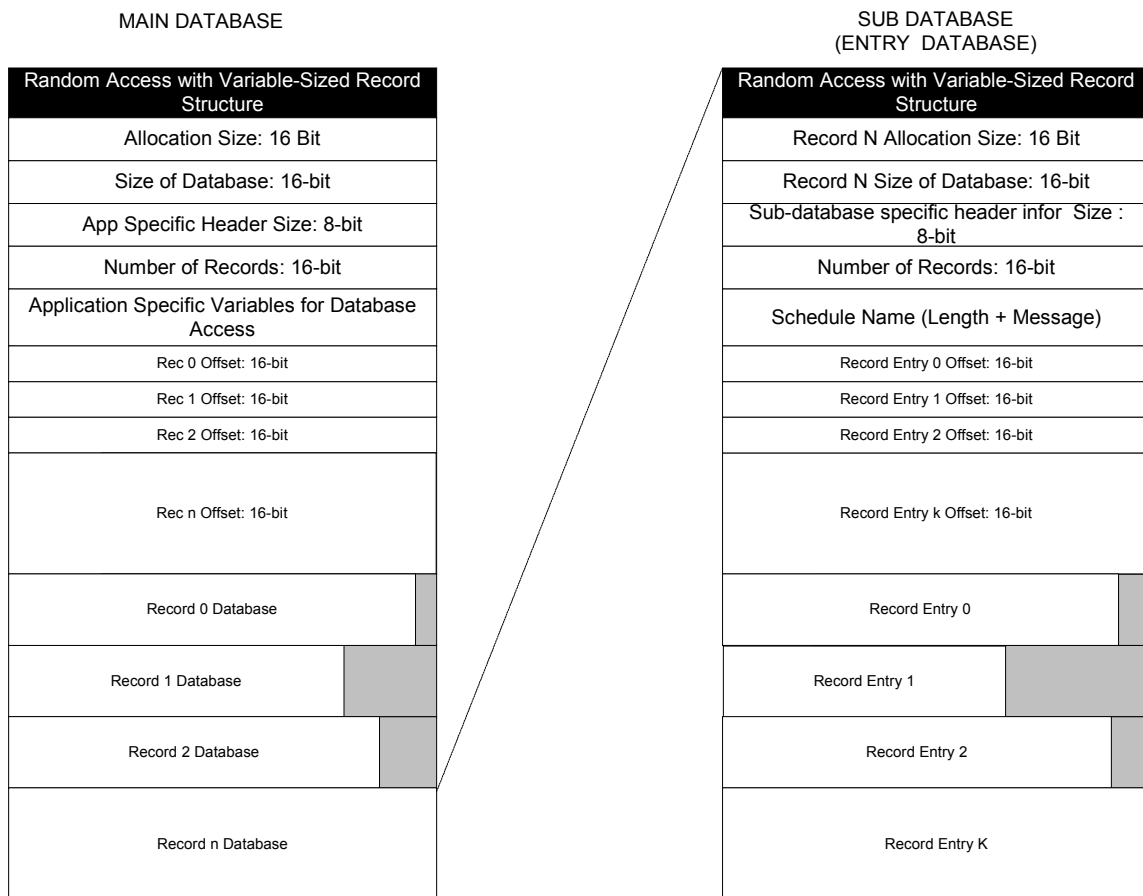 MAIN DATABASE
Random Access with Variable-Sized Record
Structure
Allocation Size: 16 Bit
Size of Database: 16-bit
App Specific Header Size: 8-bit
Number of Records: 16-bit
Application Specific Variables for Database
Access
Rec 0 Offset: 16-bit
Rec 1 Offset: 16-bit
Rec 2 Offset: 16-bit
Rec n Offset: 16-bit
Record 0 Database
Record 1 Database
Record 2 Database
Record n Database
SUB DATABASE
(ENTRY DATABASE)
Random Access with Variable-Sized Record
Structure
Record N Allocation Size: 16 Bit
Record N Size of Database: 16-bit
Sub-database specific header infor Size :
8-bit
Number of Records: 16-bit
Schedule Name (Length + Message)
Record Entry 0 Offset: 16-bit
Record Entry 1 Offset: 16-bit
Record Entry 2 Offset: 16-bit
Record Entry k Offset: 16-bit
Record Entry 0
Record Entry 1
Record Entry 2
Record Entry K